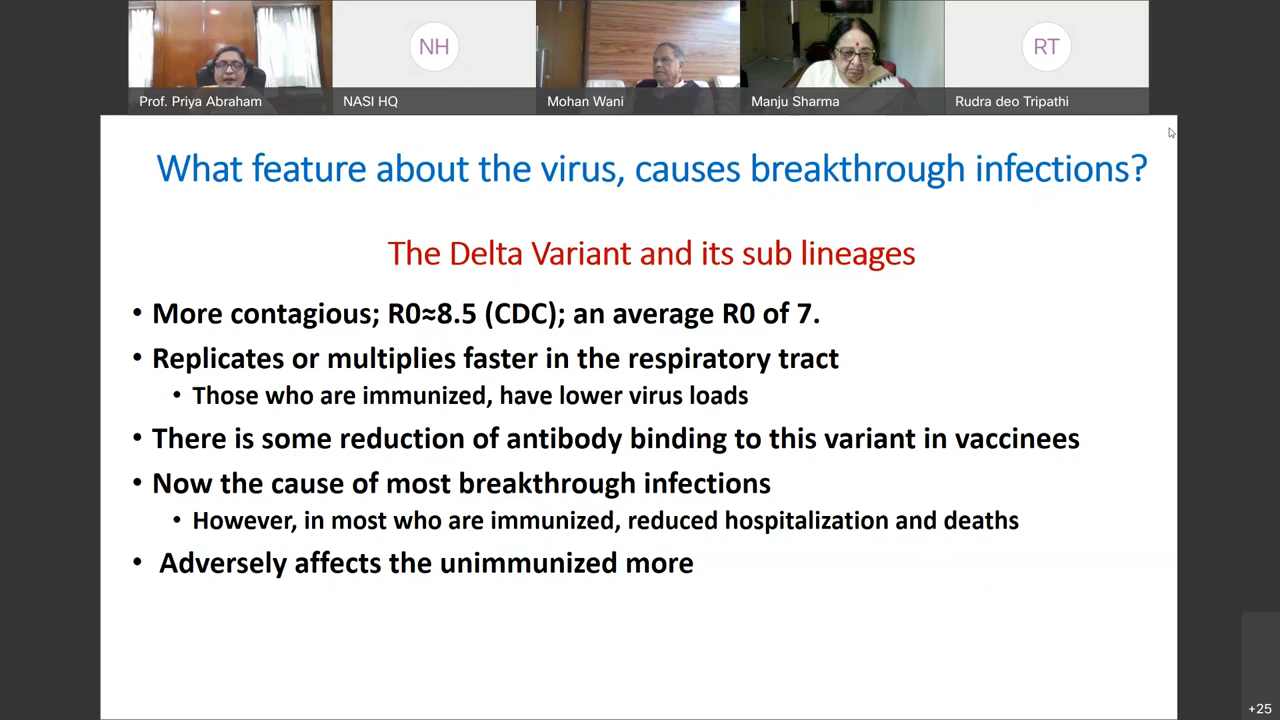 NH
RT
Prof. Priya Abraham
NASI HQ
Mohan Wani
Manju Sharma
Rudra deo Tripathi
What feature about the virus, causes breakthrough infections?
The Delta Variant and its sub lineages
• More contagious; R0≈8.5 (CDC); an average R0 of 7.
• Replicates or multiplies faster in the respiratory tract
• Those who are immunized, have lower virus loads
• There is some reduction of antibody binding to this variant in vaccinees
• Now the cause of most breakthrough infections
• However, in most who are immunized, reduced hospitalization and deaths
• Adversely affects the unimmunized more
+25